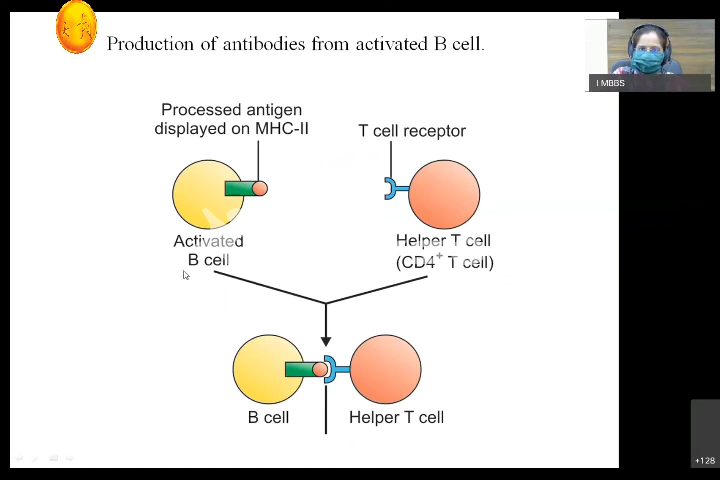 Production of antibodies from activated B cell.
I MBBS
Processed antigen
displayed on MHC-II
T cell receptor
Activated
B cell
Helper T cell
(CD4⁺ T cell)
B cell
Helper T cell
+128